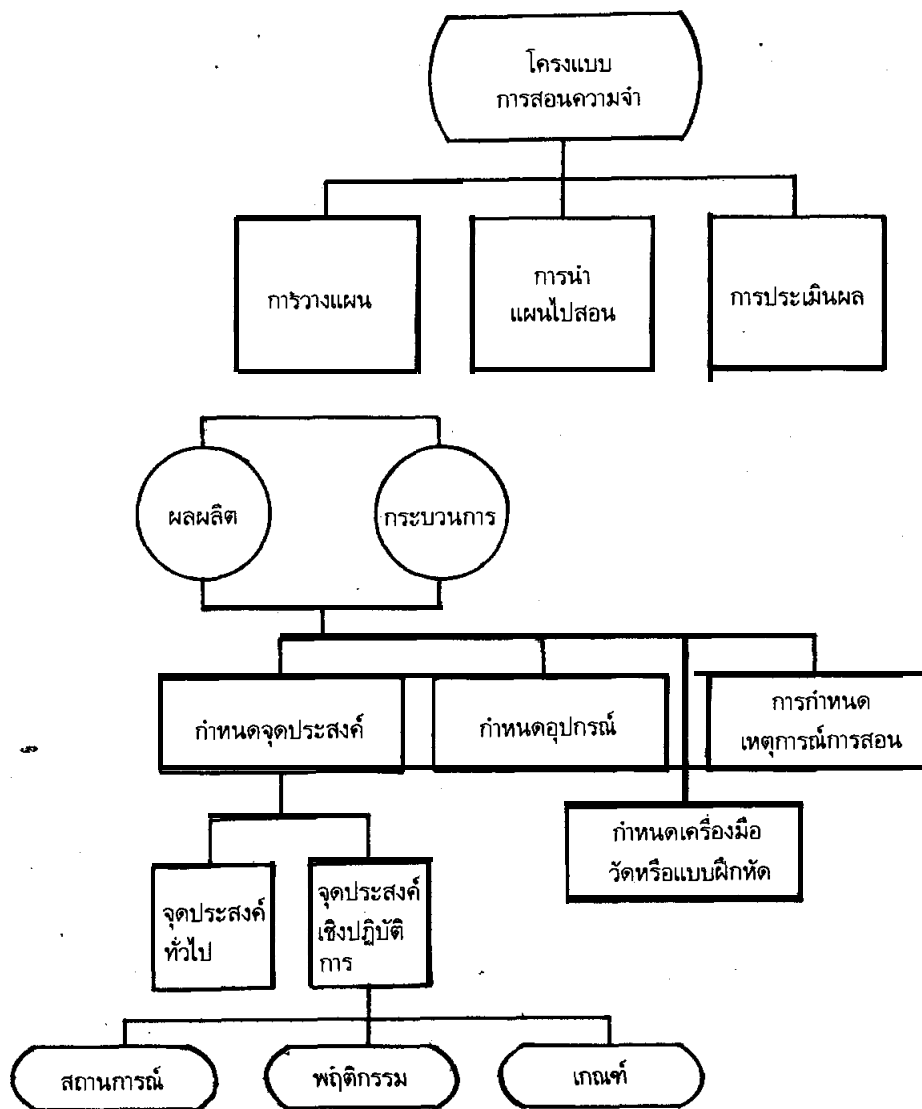 โครงแบบ
การสอนความจำ
การวางแผน
การนำ
แผนไปสอน
การประเมินผล
ผลผลิต
กระบวนการ
กำหนดจุดประสงค์
กำหนดอุปกรณ์
การกำหนด
เหตุการณ์การสอน
กำหนดเครื่องมือ
วัดหรือแบบฝึกหัด
จุดประสงค์
ทั่วไป
จุดประสงค์
เชิงปฏิบัติ
การ
สถานการณ์
พฤติกรรม
เกณฑ์